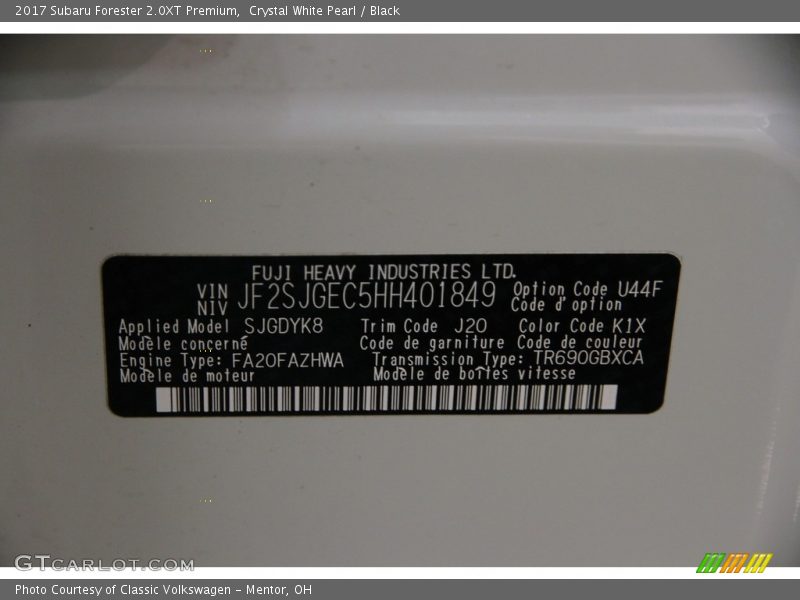 2017 Subaru Forester 2.0XT Premium, Crystal White Pearl / Black
FUJI HEAVY INDUSTRIES LTD.
VIN JF2SJGEC5HH401849 Option Code U44F
NIV Code d'option
Applied Model SJGDYK8 Trim Code J20 Color Code K1X
Modele concerné Code de garniture Code de couleur
Engine Type: FA20FAZHWA Transmission Type: TR690GBXCA
Modele de moteur Modele de boîtes vitesse
GTCARLOT.COM
Photo Courtesy of Classic Volkswagen - Mentor, OH